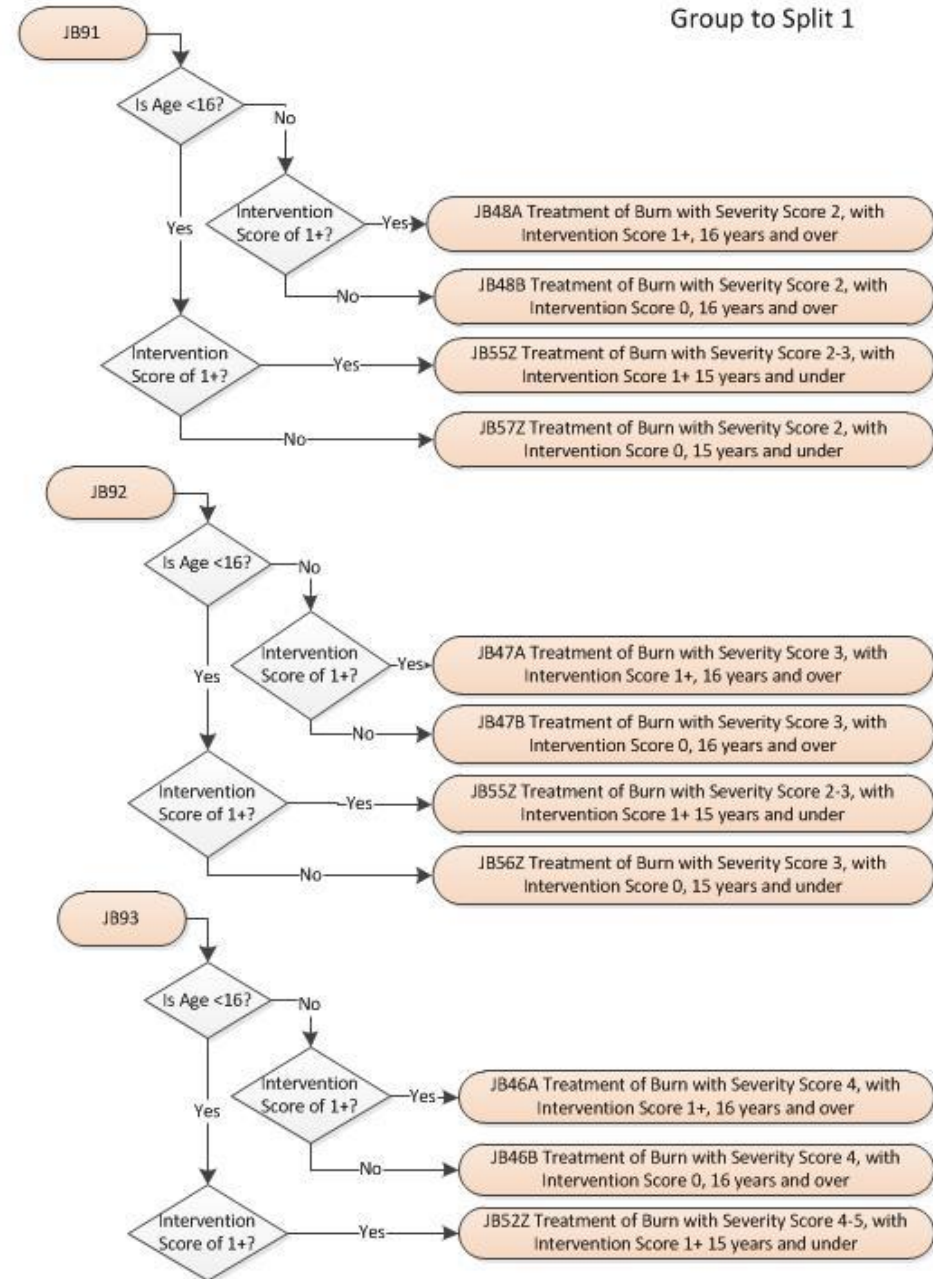 Group to Split 1
JB91
Is Age <16?
No
Yes
Intervention
Score of 1+?
Yes
JB48A Treatment of Burn with Severity Score 2, with
Intervention Score 1+, 16 years and over
No
JB48B Treatment of Burn with Severity Score 2, with
Intervention Score 0, 16 years and over
Intervention
Score of 1+?
Yes
JB55Z Treatment of Burn with Severity Score 2-3, with
Intervention Score 1+ 15 years and under
No
JB57Z Treatment of Burn with Severity Score 2, with
Intervention Score 0, 15 years and under
JB92
Is Age <16?
No
Yes
Intervention
Score of 1+?
Yes
JB47A Treatment of Burn with Severity Score 3, with
Intervention Score 1+, 16 years and over
No
JB47B Treatment of Burn with Severity Score 3, with
Intervention Score 0, 16 years and over
Intervention
Score of 1+?
Yes
JB55Z Treatment of Burn with Severity Score 2-3, with
Intervention Score 1+ 15 years and under
No
JB56Z Treatment of Burn with Severity Score 3, with
Intervention Score 0, 15 years and under
JB93
Is Age <16?
No
Yes
Intervention
Score of 1+?
Yes
JB46A Treatment of Burn with Severity Score 4, with
Intervention Score 1+, 16 years and over
No
JB46B Treatment of Burn with Severity Score 4, with
Intervention Score 0, 16 years and over
Intervention
Score of 1+?
Yes
JB52Z Treatment of Burn with Severity Score 4-5, with
Intervention Score 1+ 15 years and under